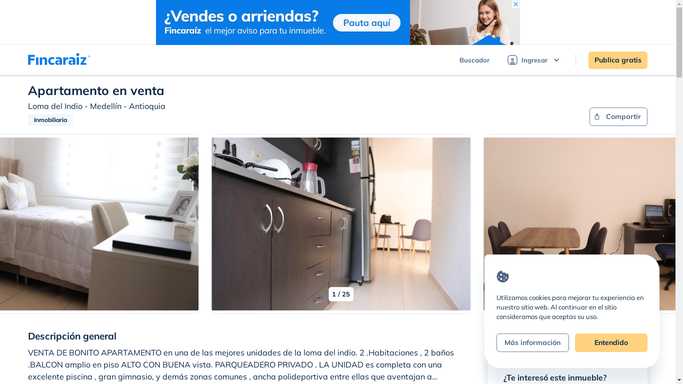 ¿Vendes o arriendas?
Fincaraíz el mejor aviso para tu inmueble.
Pauta aquí
Fincaraíz
Buscador
Ingresar
Publica gratis
Apartamento en venta
Loma del Indio - Medellín - Antioquia
Inmobiliaria
Compartir
1 / 25
Utilizamos cookies para mejorar tu experiencia en
nuestro sitio web. Al continuar en el sitio
consideramos que aceptas su uso.
Más información
Entendido
Descripción general
VENTA DE BONITO APARTAMENTO en una de las mejores unidades de la loma del indio. 2 .Habitaciones , 2 baños
.BALCON amplio en piso ALTO CON BUENA vista. PARQUEADERO PRIVADO . LA UNIDAD es completa con una
excelente piscina , gran gimnasio, y demás zonas comunes , ancha polideportiva entre ellas que aventajan a...
¿Te interesó este inmueble?